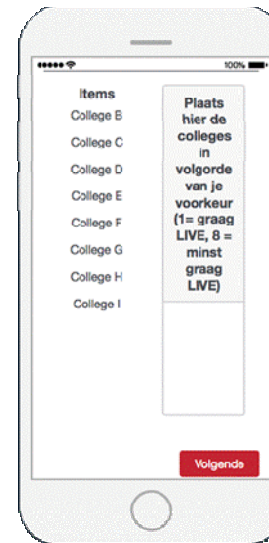 100%
Items
College B
College C
College D
College E
College F
College G
College H
College I
Plaats
hier de
colleges
in
volgorde
van je
voorkeur
(1= graag
LIVE, 8 =
minst
graag
LIVE)
Volgende